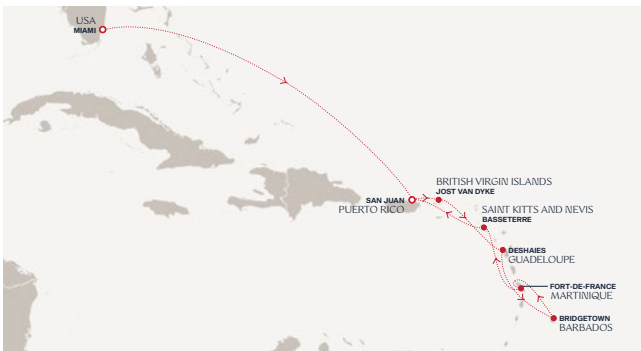 USA
MIAMI
BRITISH VIRGIN ISLANDS
JOST VAN DYKE
SAN JUAN
PUERTO RICO
SAINT KITTS AND NEVIS
BASSETERRE
DESHAIES
GUADELOUPE
FORT-DE-FRANCE
MARTINIQUE
BRIDGETOWN
BARBADOS